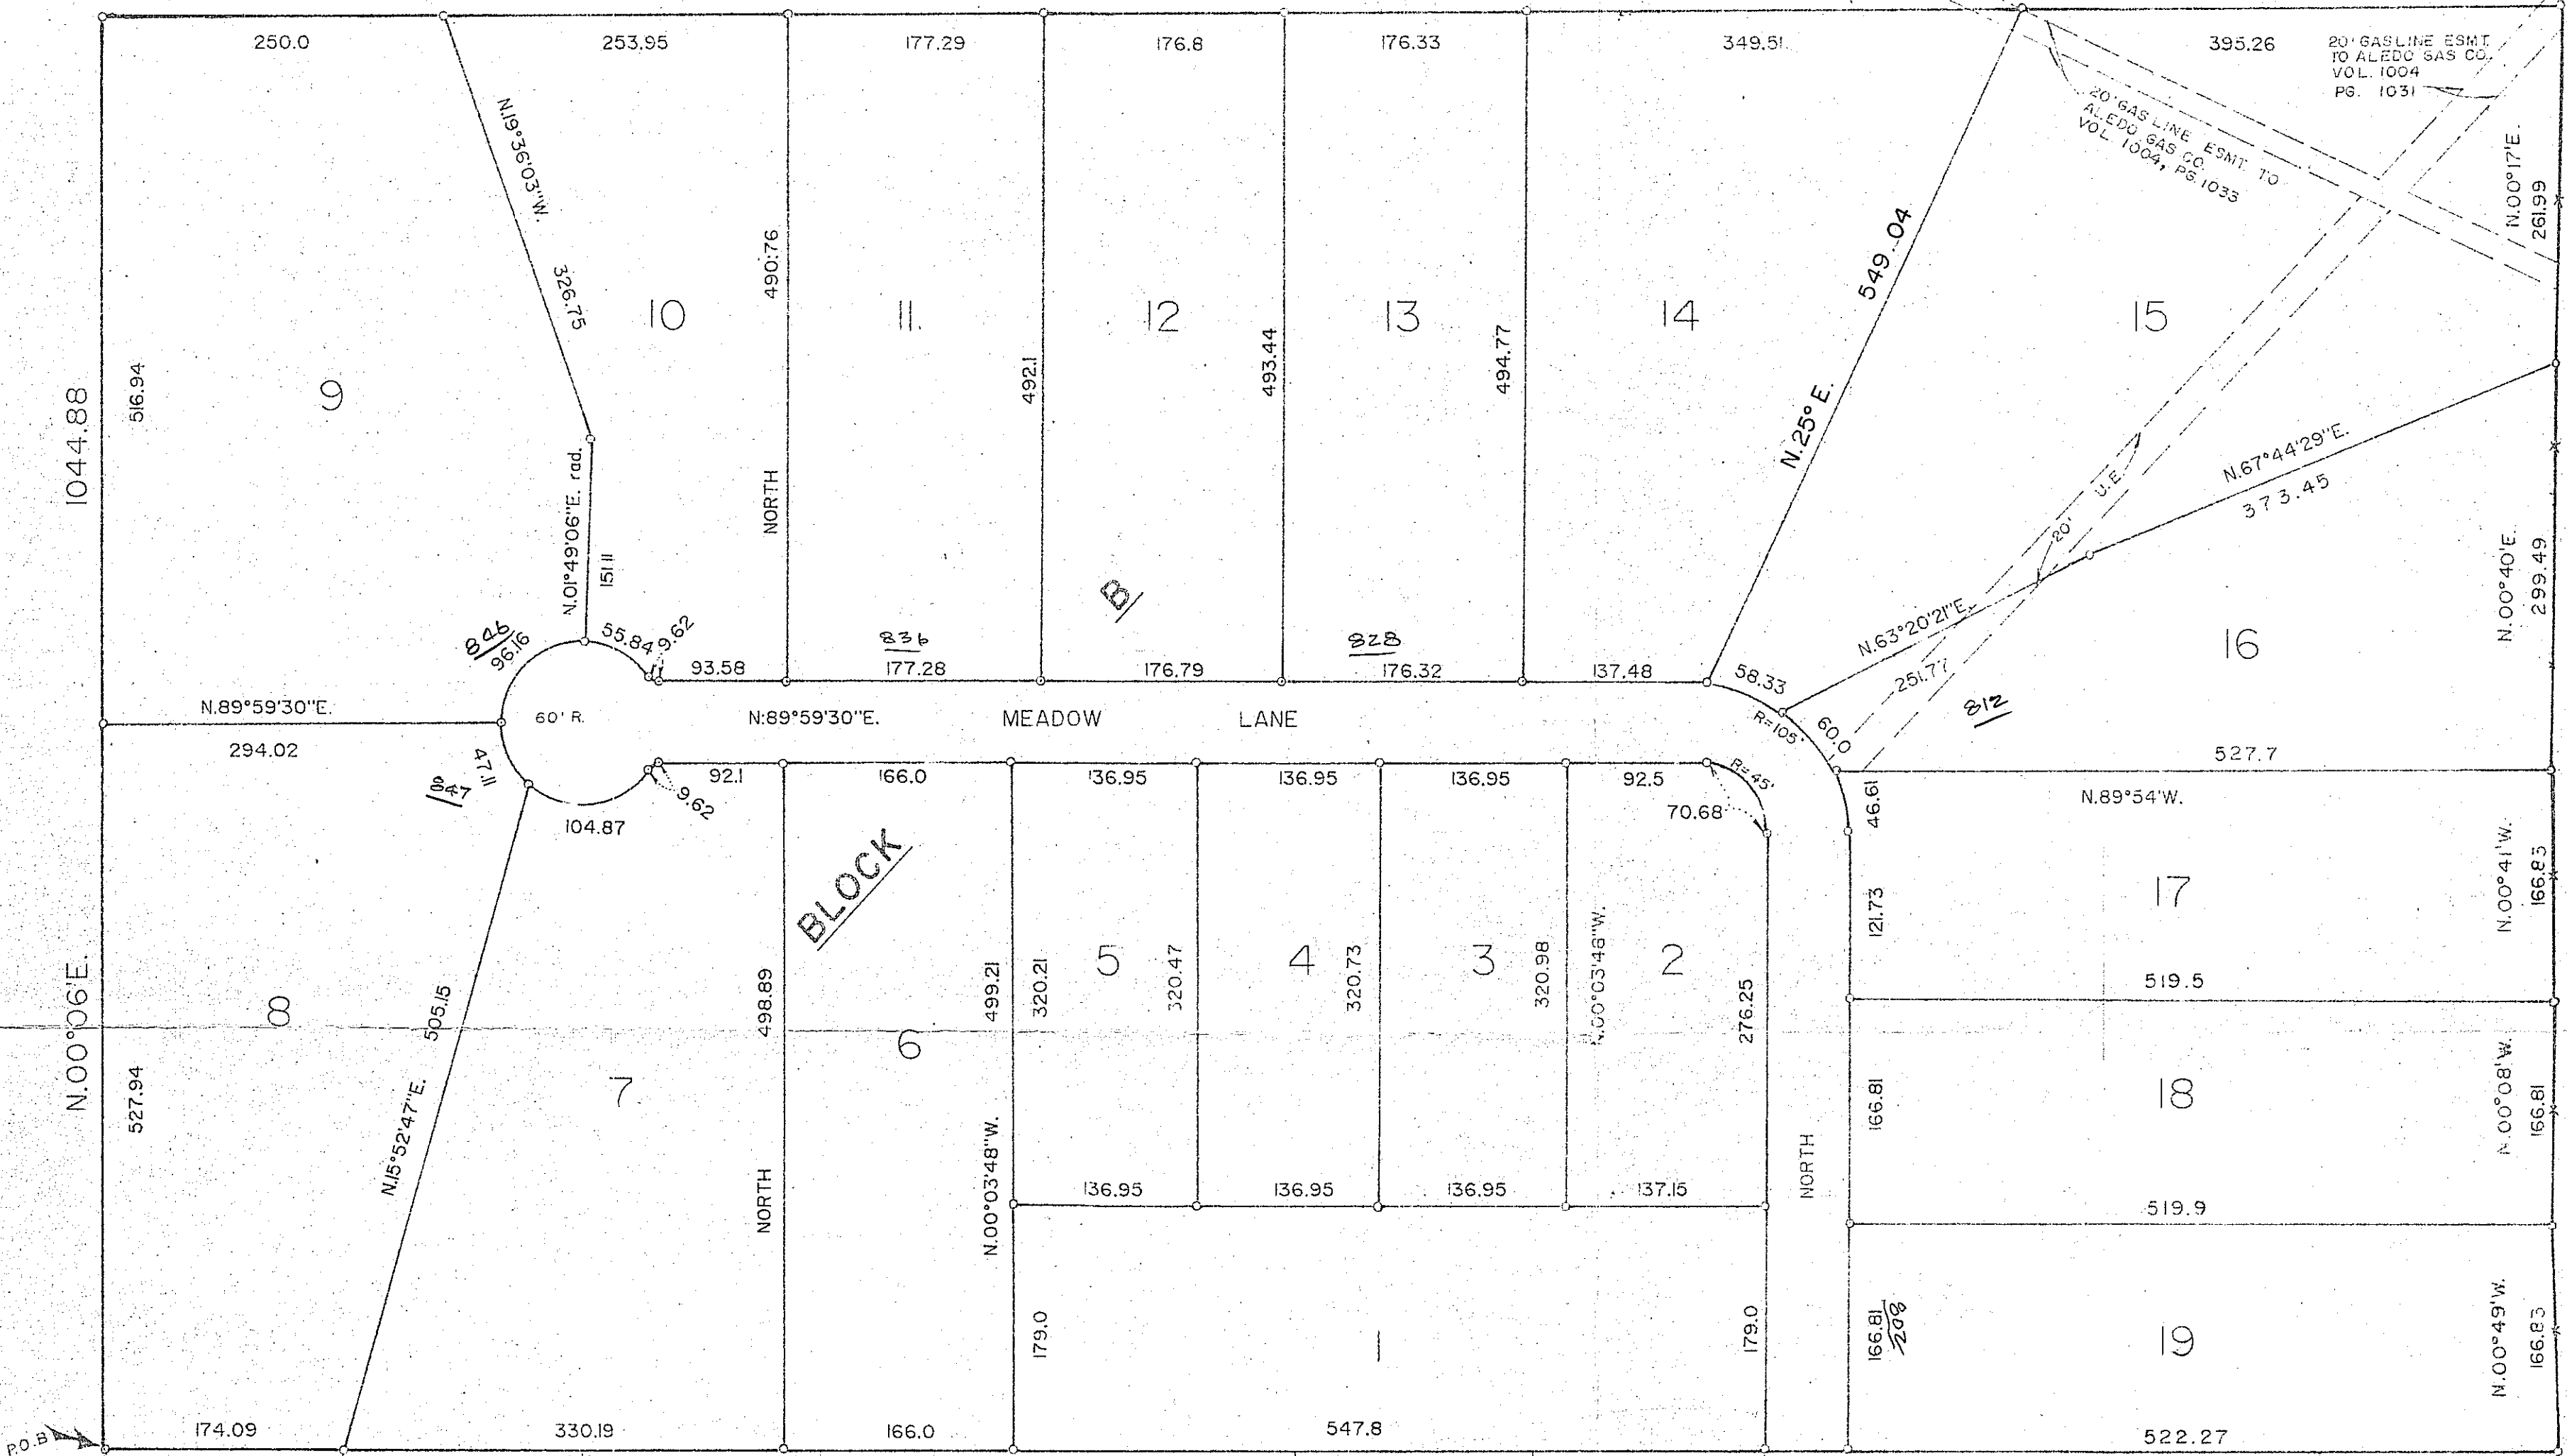 250.0
253.95
177.29
176.8
176.33
349.51
395.26
20' GASLINE ESMT.
TO ALEDO GAS CO.
VOL. 1004
PG. 1031
20' GAS LINE ESMT. TO
ALEDO GAS CO.
VOL. 1004, PG. 1033
N.00°17'E.
261.99
N.19°36'03"W.
326.75
490.76
NORTH
492.1
493.44
494.77
549.04
N.25°E.
1044.88
516.94
9
10
11
12
13
14
15
N.01°49'06"E. rad.
151.11
B
U.E.
20'
N.67°44'29"E.
373.45
N.00°40'E.
299.49
846
96.16
55.84
9.62
93.58
836
177.28
176.79
828
176.32
137.48
58.33
N.63°20'21"E.
251.77
16
812
N.89°59'30"E.
294.02
60' R.
N.89°59'30"E.
MEADOW LANE
R=105'
60.0
527.7
47.11
847
104.87
9.62
92.1
166.0
136.95
136.95
136.95
92.5
R=45'
70.68
46.61
N.89°54'W.
BLOCK
N.00°06'E.
527.94
8
505.15
N.15°52'47"E.
7
498.89
NORTH
6
499.21
N.00°03'48"W.
320.21
5
320.47
4
320.73
3
320.98
N.00°03'48"W.
2
276.25
121.73
17
N.00°41'W.
166.83
519.5
166.81
NORTH
18
N.00°08'W.
166.81
136.95
136.95
136.95
137.15
519.9
179.0
1
179.0
166.81
802
19
N.00°49'W.
166.83
P.O.B
174.09
330.19
166.0
547.8
522.27